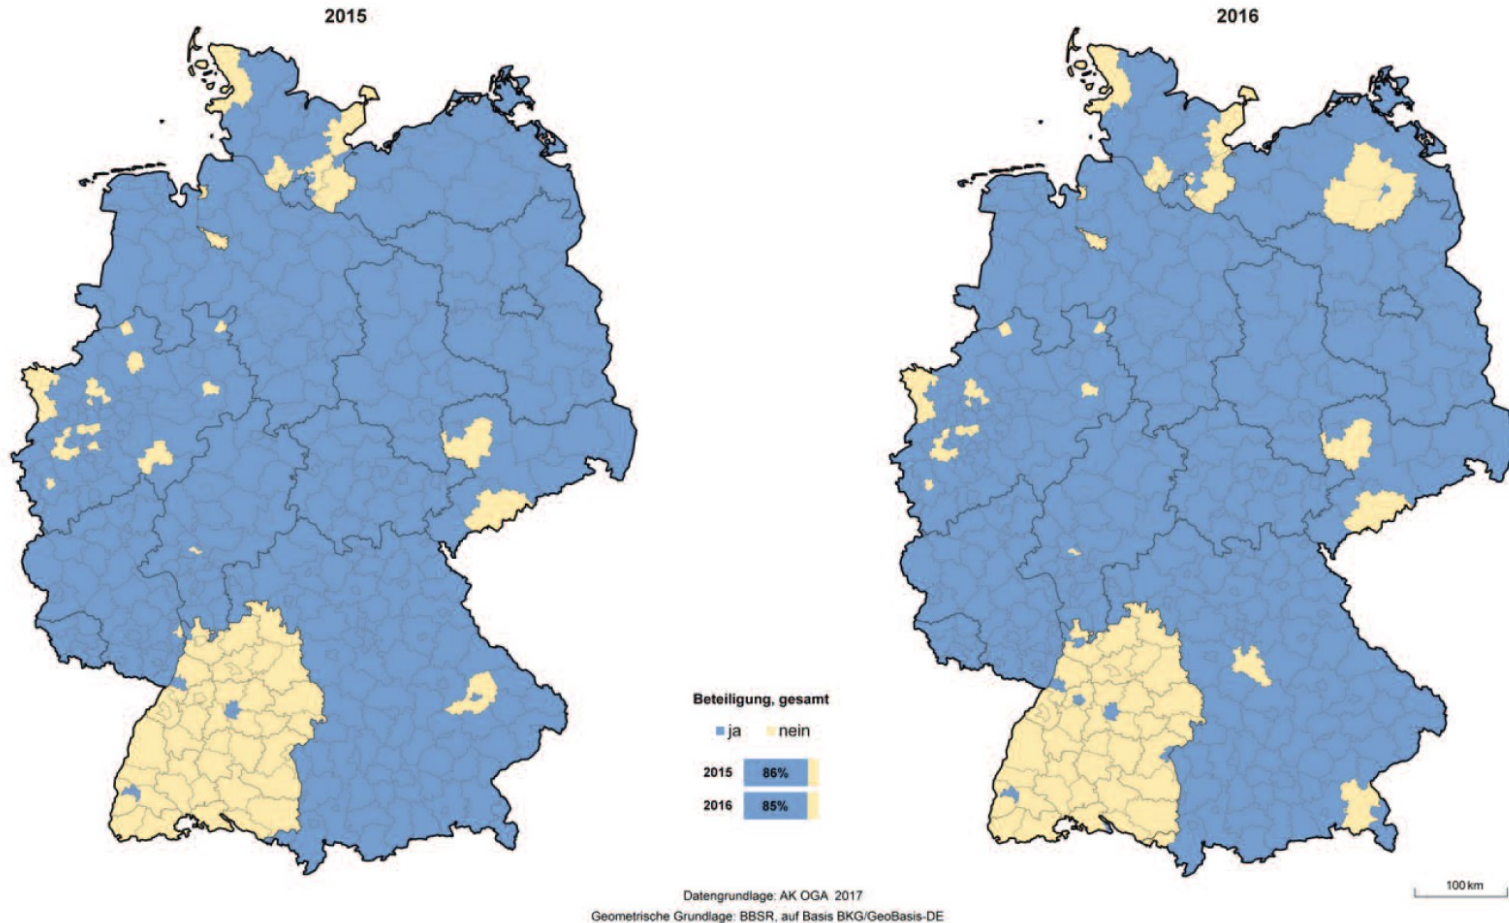 2015
2016
Beteiligung, gesamt
ja nein
2015 86%
2016 85%
100 km
Datengrundlage: AK OGA 2017
Geometrische Grundlage: BBSR, auf Basis BKG/GeoBasis-DE